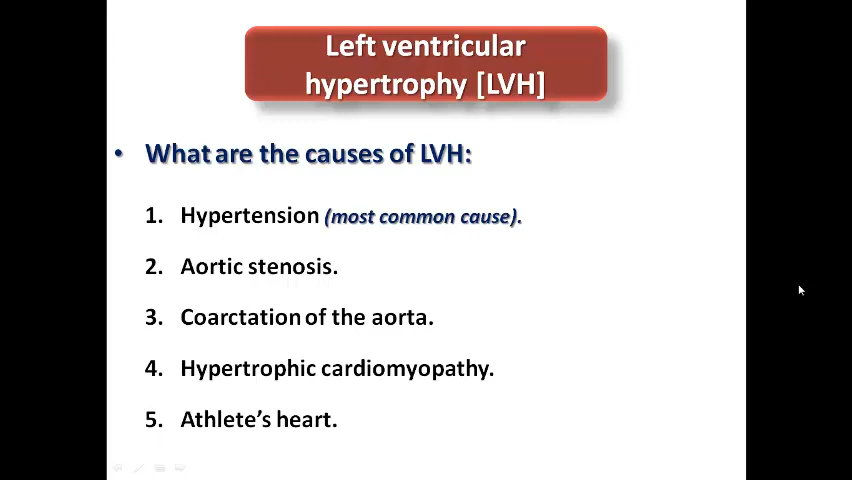 Left ventricular
hypertrophy [LVH]
• What are the causes of LVH:
1. Hypertension (most common cause).
2. Aortic stenosis.
3. Coarctation of the aorta.
4. Hypertrophic cardiomyopathy.
5. Athlete's heart.